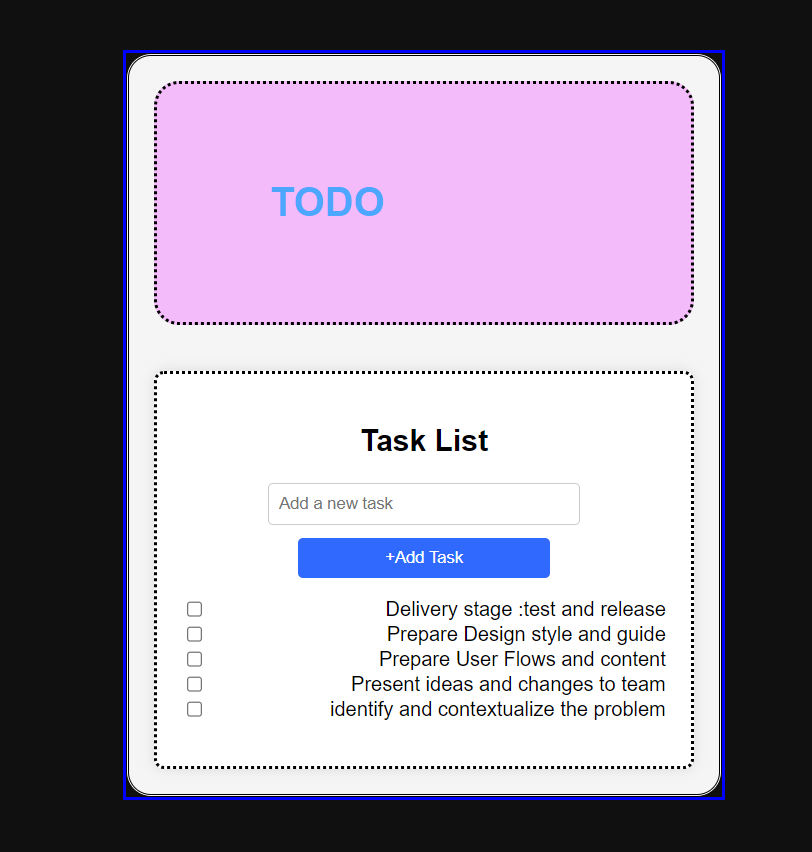 TODO
Task List
Add a new task
+Add Task
Delivery stage :test and release
Prepare Design style and guide
Prepare User Flows and content
Present ideas and changes to team
identify and contextualize the problem